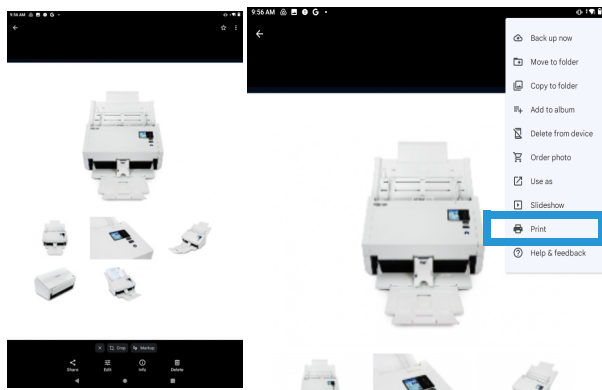 9:56 AM G
Crop Markup
Share Edit Info Delete
9:56 AM G
Back up now
Move to folder
Copy to folder
Add to album
Delete from device
Order photo
Use as
Slideshow
Print
Help & feedback